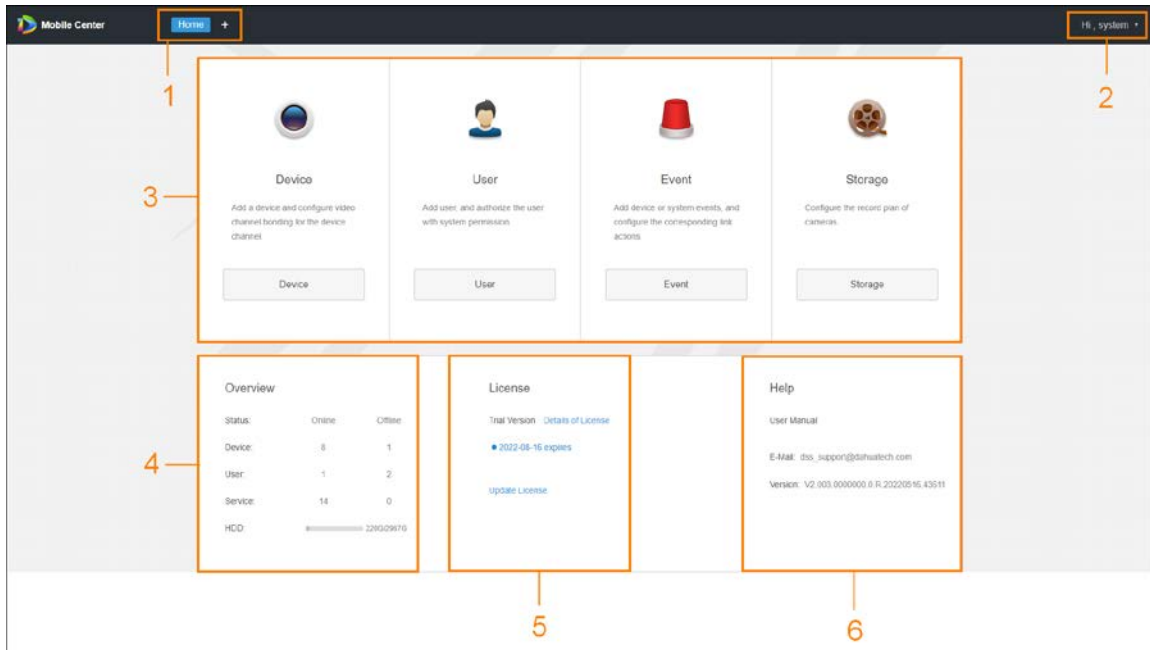 Mobile Center
Home +
Hi , system
1
2
3
Device
User
Event
Storage
Add a device and configure video
channel bonding for the device
channel.
Add user, and authorize the user
with system permission.
Add device or system events, and
configure the corresponding link
actions.
Configure the record plan of
cameras.
Device
User
Event
Storage
4
Overview
Status: Online Offline
Device: 8 1
User: 1 2
Service: 14 0
HDD:
License
Trial Version Details of License
2022-08-16 expires
Update License
Help
User Manual
E-Mail: dss_support@dahuatech.com
Version: V2.003.0000000.0.R.20220516.43611
5
6